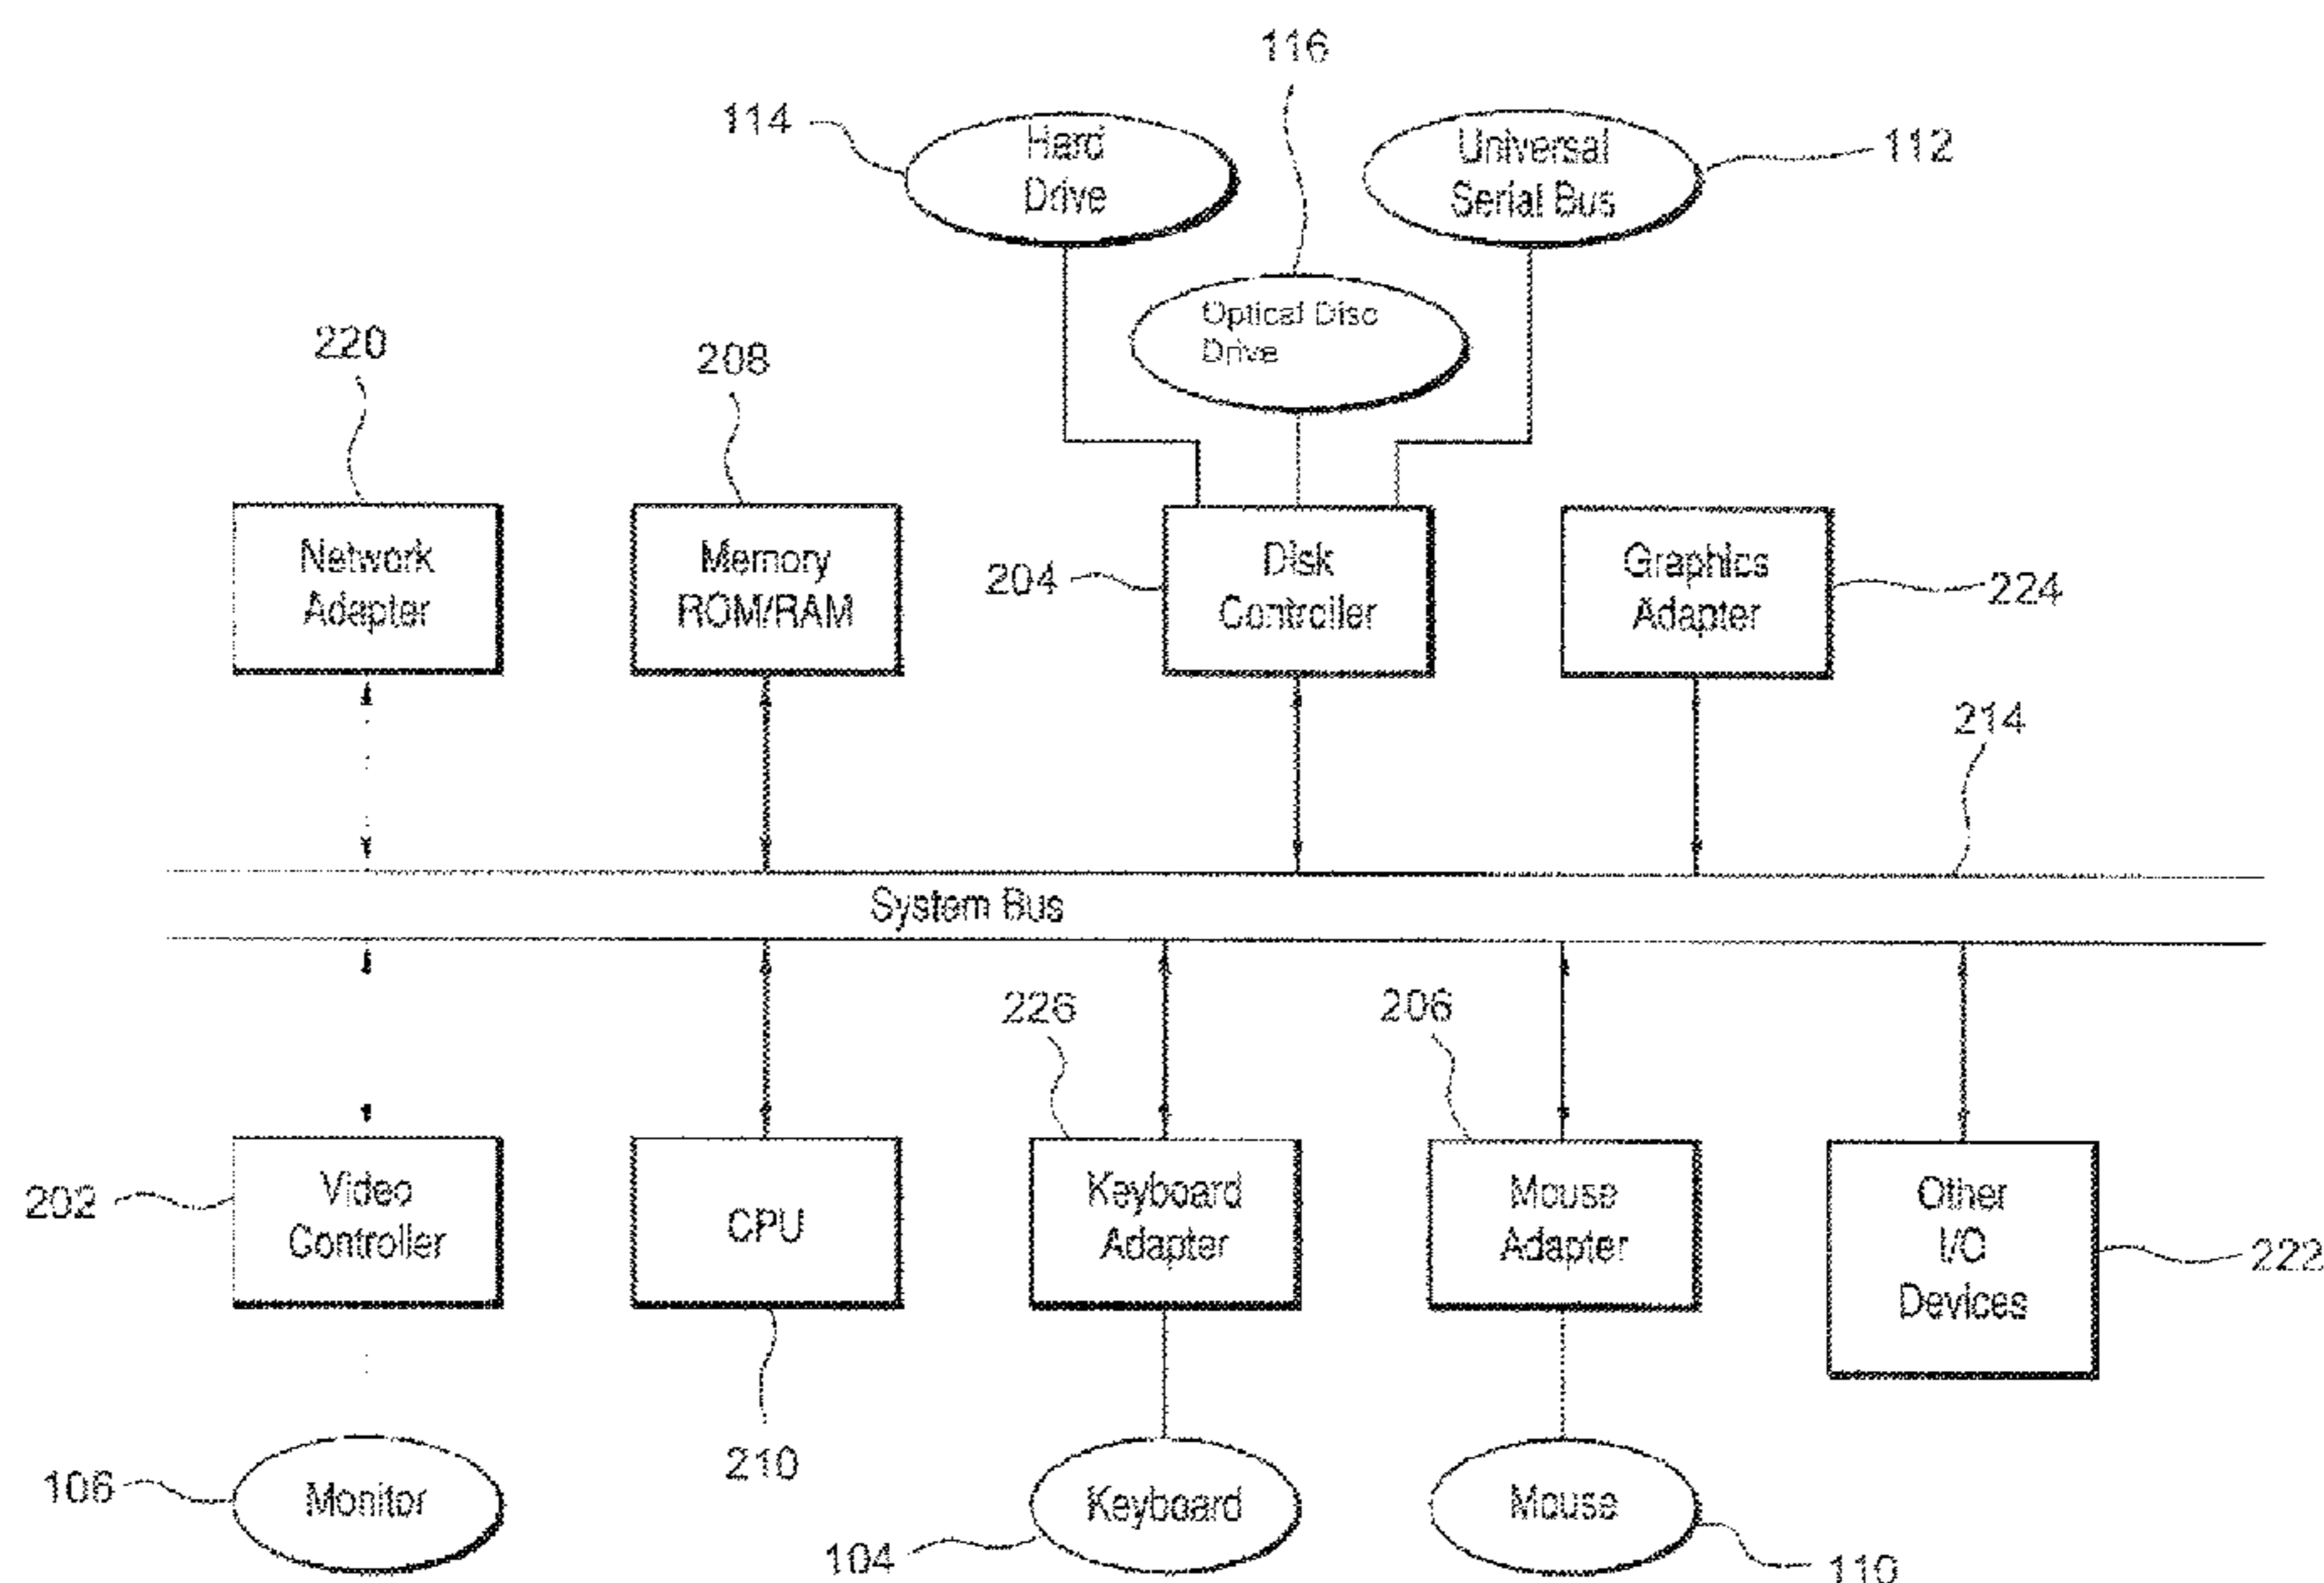 116
114
Hard
Drive
Universal
Serial Bus
112
Optical Disc
Drive
220
208
Network
Adapter
Memory
ROM/RAM
204
Disk
Controller
Graphics
Adapter
224
214
System Bus
226
206
202
Video
Controller
CPU
Keyboard
Adapter
Mouse
Adapter
Other
I/O
Devices
222
210
106
Monitor
Keyboard
Mouse
104
110